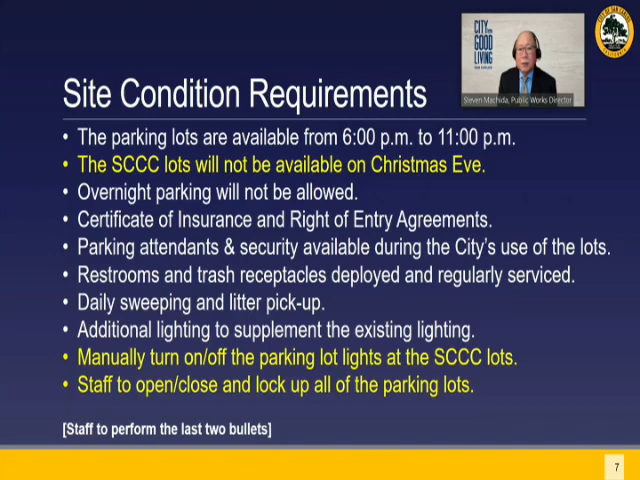 CITY WITH
GOOD
LIVING
Steven Machida, Public Works Director
Site Condition Requirements
• The parking lots are available from 6:00 p.m. to 11:00 p.m.
• The SCCC lots will not be available on Christmas Eve.
• Overnight parking will not be allowed.
• Certificate of Insurance and Right of Entry Agreements.
• Parking attendants & security available during the City's use of the lots.
• Restrooms and trash receptacles deployed and regularly serviced.
• Daily sweeping and litter pick-up.
• Additional lighting to supplement the existing lighting.
• Manually turn on/off the parking lot lights at the SCCC lots.
• Staff to open/close and lock up all of the parking lots.
[Staff to perform the last two bullets]
7